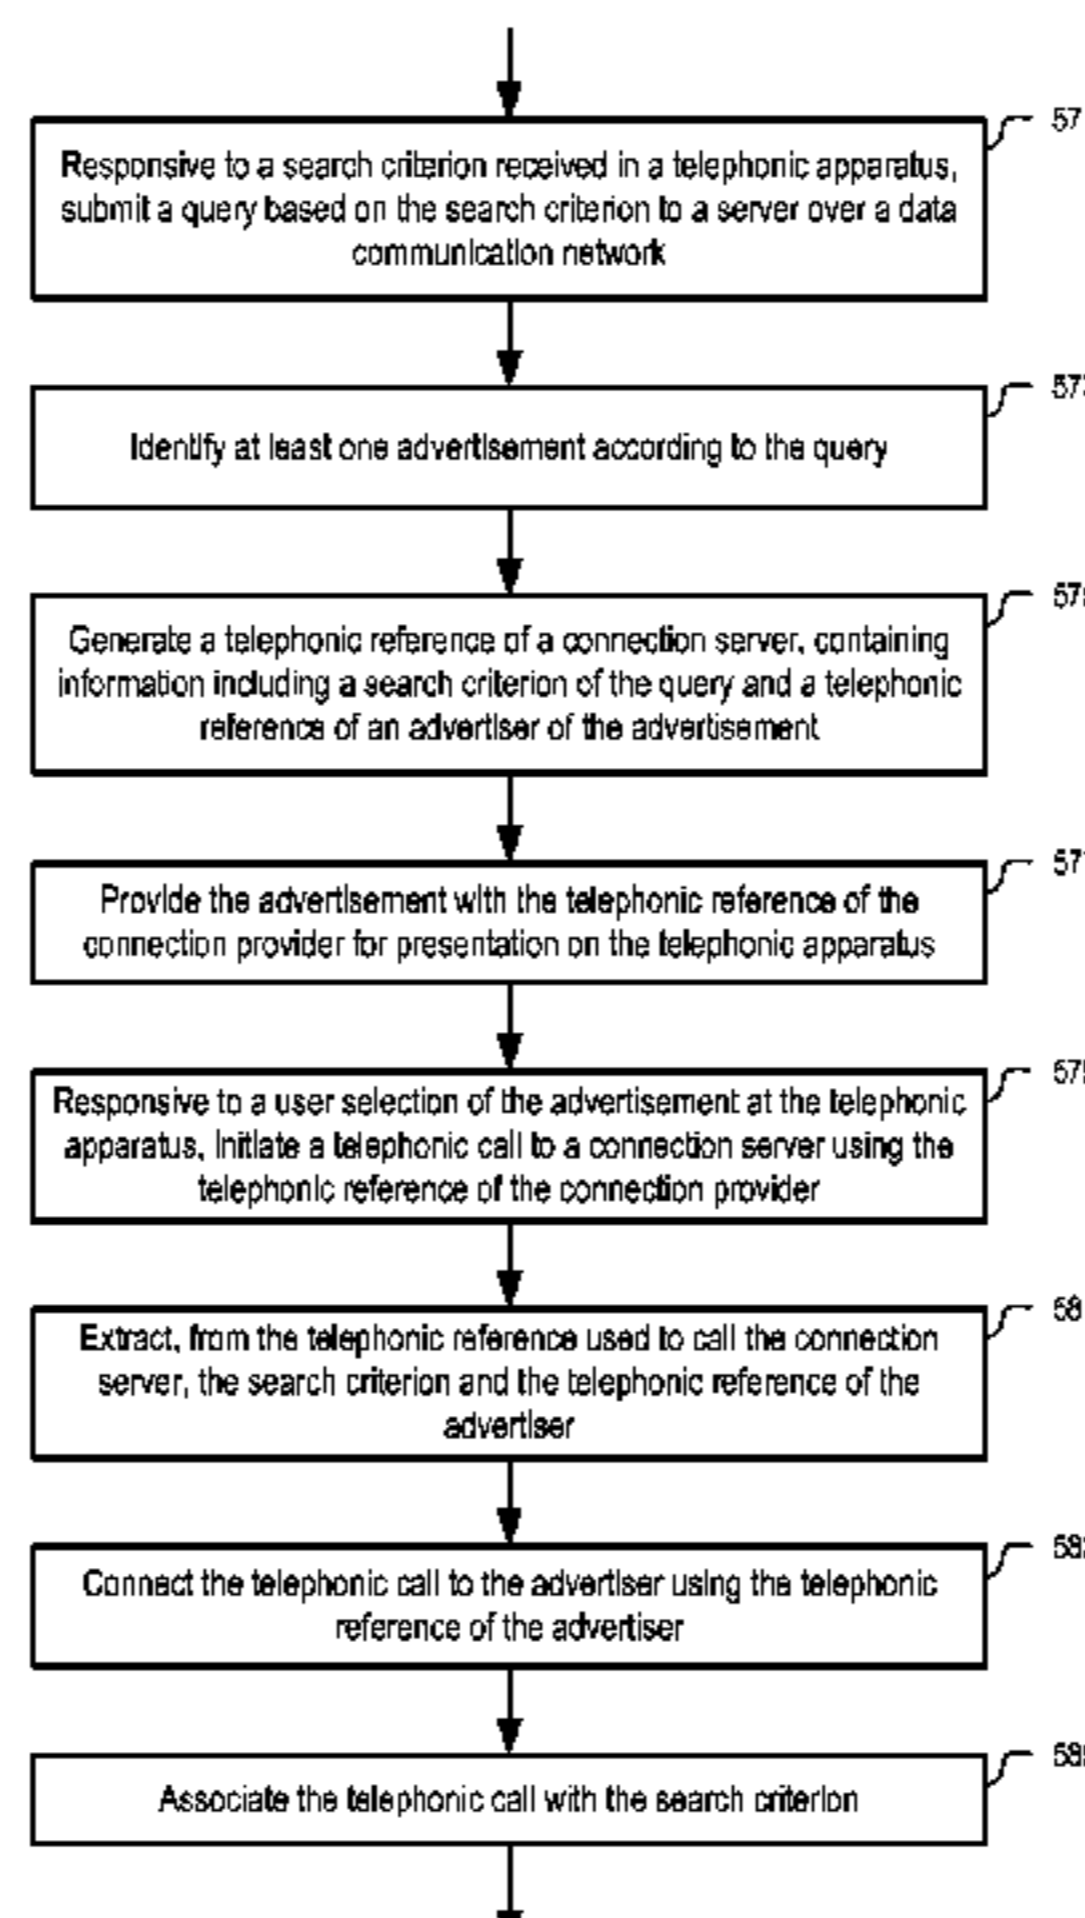 Responsive to a search criterion received in a telephonic apparatus,
submit a query based on the search criterion to a server over a data
communication network
Identify at least one advertisement according to the query
Generate a telephonic reference of a connection server, containing
information including a search criterion of the query and a telephonic
reference of an advertiser of the advertisement
Provide the advertisement with the telephonic reference of the
connection provider for presentation on the telephonic apparatus
Responsive to a user selection of the advertisement at the telephonic
apparatus, initiate a telephonic call to a connection server using the
telephonic reference of the connection provider
Extract, from the telephonic reference used to call the connection
server, the search criterion and the telephonic reference of the
advertiser
Connect the telephonic call to the advertiser using the telephonic
reference of the advertiser
Associate the telephonic call with the search criterion